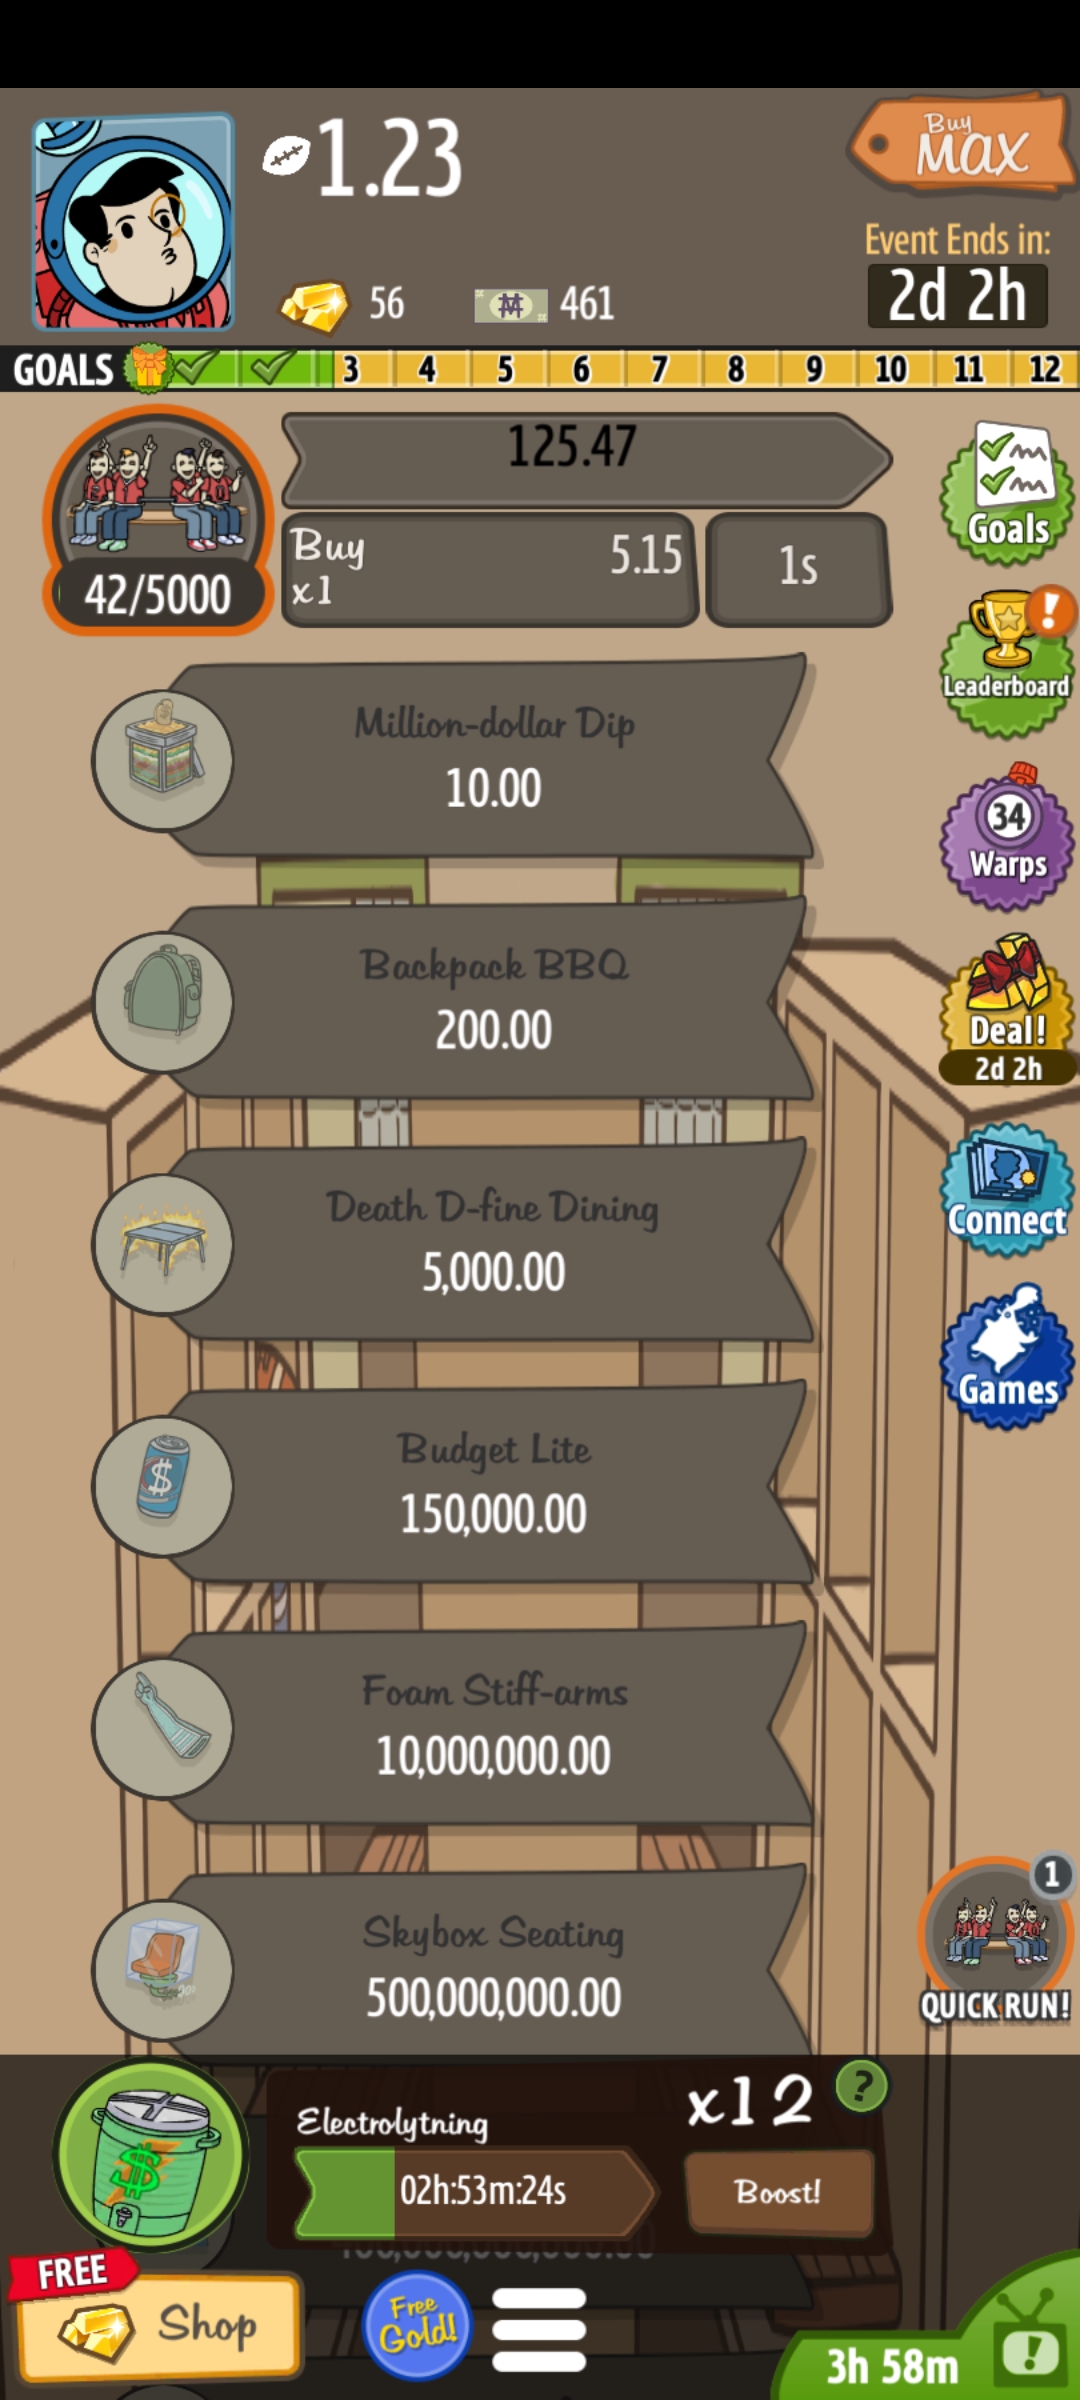 1.23
Buy
MAX
Event Ends in:
2d 2h
56
461
GOALS 3 4 5 6 7 8 9 10 11 12
125.47
42/5000
Buy
x1
5.15
1s
Goals
!
Leaderboard
Million-dollar Dip
10.00
34
Warps
Backpack BBQ
200.00
Deal!
2d 2h
Death D-fine Dining
5,000.00
Connect
Games
Budget Lite
150,000.00
Foam Stiff-arms
10,000,000.00
Skybox Seating
500,000,000.00
1
QUICK RUN!
Electrolytning
x12
?
02h:53m:24s
Boost!
FREE
Shop
Free
Gold!
3h 58m
!